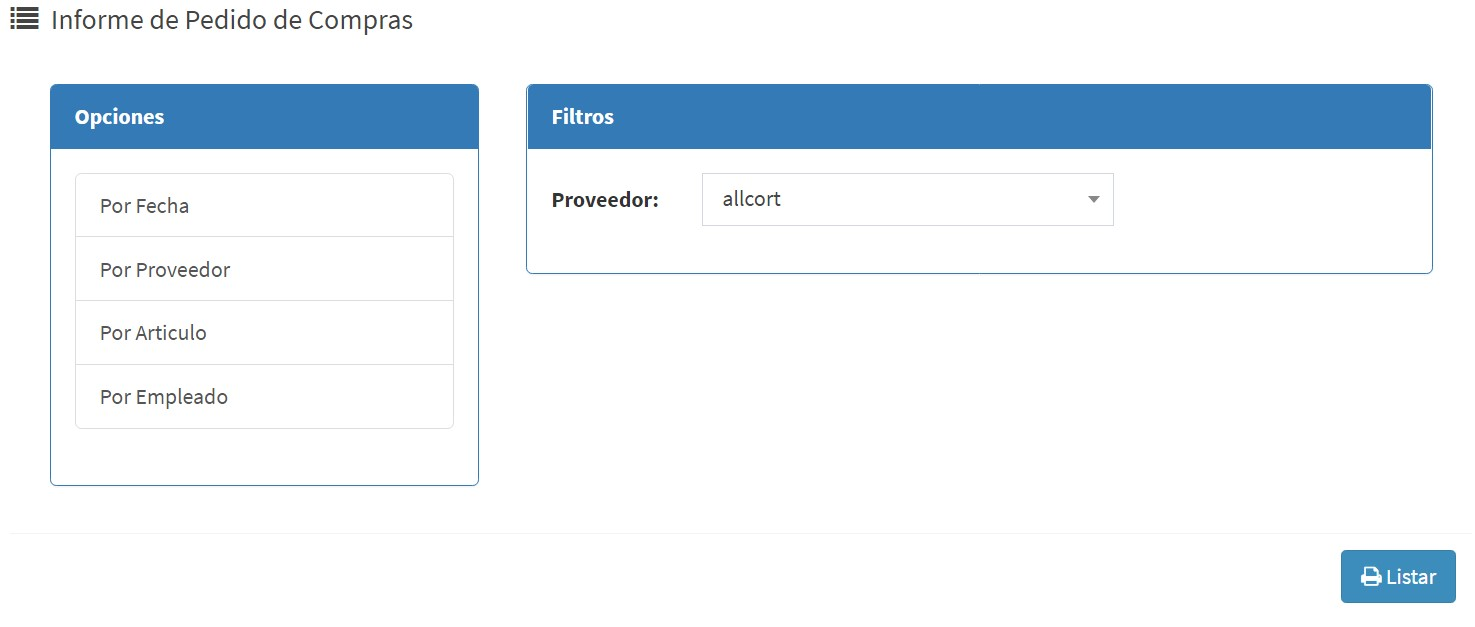 Informe de Pedido de Compras
Opciones
Por Fecha
Por Proveedor
Por Articulo
Por Empleado
Filtros
Proveedor: allcort
Listar